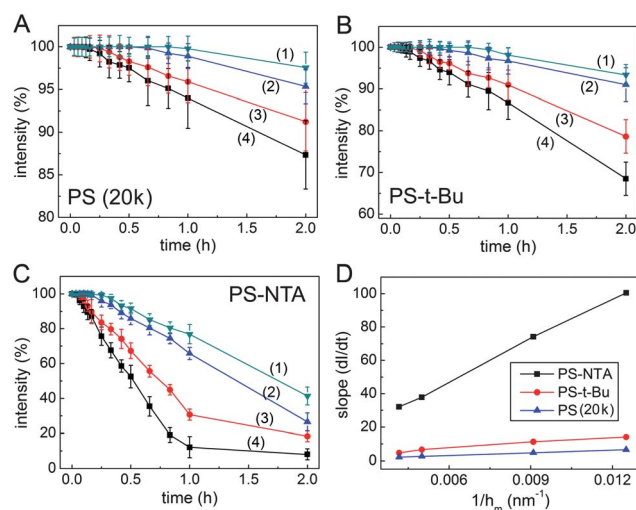 A
100
95
90
85
80
intensity (%)
(1)
(2)
(3)
(4)
PS (20k)
0.0 0.5 1.0 1.5 2.0
time (h)
B
100
90
80
70
60
intensity (%)
(1)
(2)
(3)
(4)
PS-t-Bu
0.0 0.5 1.0 1.5 2.0
time (h)
C
PS-NTA
100
80
60
40
20
0
intensity (%)
(1)
(2)
(3)
(4)
0.0 0.5 1.0 1.5 2.0
time (h)
D
100
80
60
40
20
0
slope (dI/dt)
PS-NTA
PS-t-Bu
PS (20k)
0.006 0.009 0.012
1/hm (nm-1)